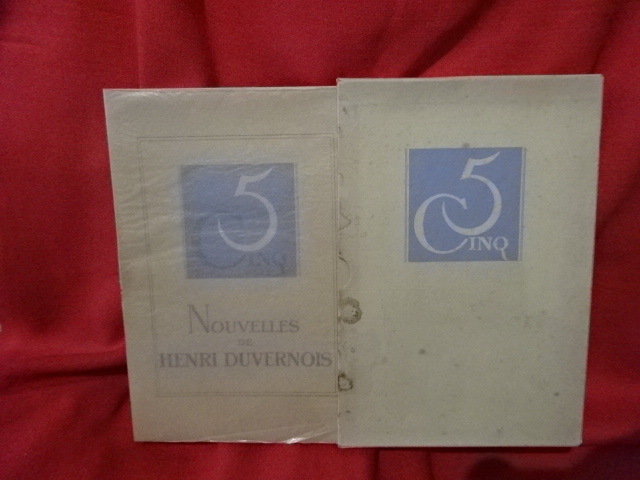 5
CINQ
NOUVELLES
DE
HENRI DUVERNOIS
5
CINQ